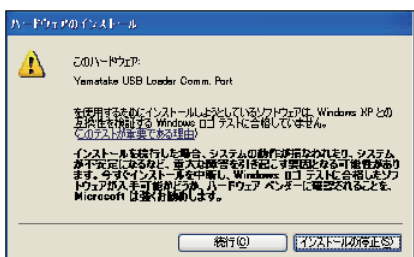 ハードウェアのインストール
このハードウェア:
Yamatake USB Loader Comm. Port
を使用するためにインストールしようとしているソフトウェアは、Windows XP との
互換性を検証する Windows ロゴ テストに合格していません。
(このテストが重要である理由)
インストールを続行した場合、システムの動作が損なわれたり、システム
が不安定になるなど、重大な障害を引き起こす要因となる可能性があり
ます。今すぐインストールを中断し、Windows ロゴ テストに合格したソフ
トウェアが入手可能かどうか、ハードウェア ベンダーに確認されることを、
Microsoft は強くお勧めします。
続行(C)
インストールの停止(S)